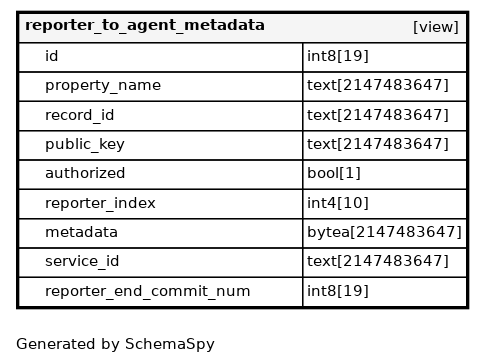 reporter_to_agent_metadata [view]
id int8[19]
property_name text[2147483647]
record_id text[2147483647]
public_key text[2147483647]
authorized bool[1]
reporter_index int4[10]
metadata bytea[2147483647]
service_id text[2147483647]
reporter_end_commit_num int8[19]
Generated by SchemaSpy